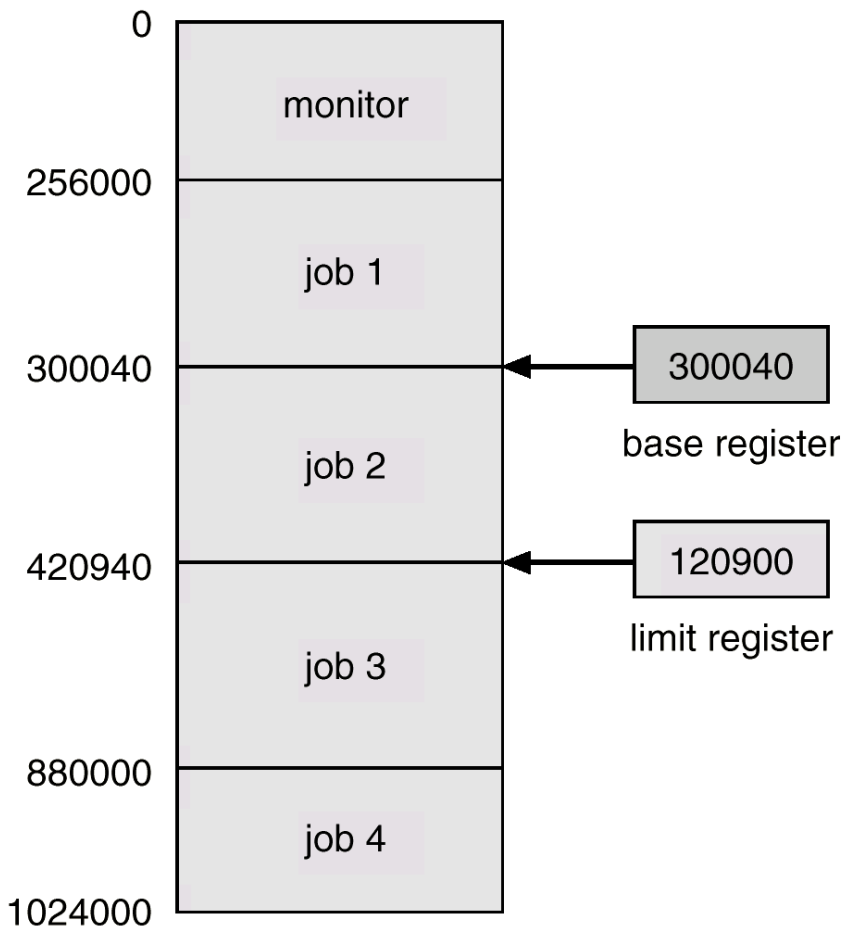 0
monitor
256000
job 1
300040
300040
base register
job 2
420940
120900
limit register
job 3
880000
job 4
1024000